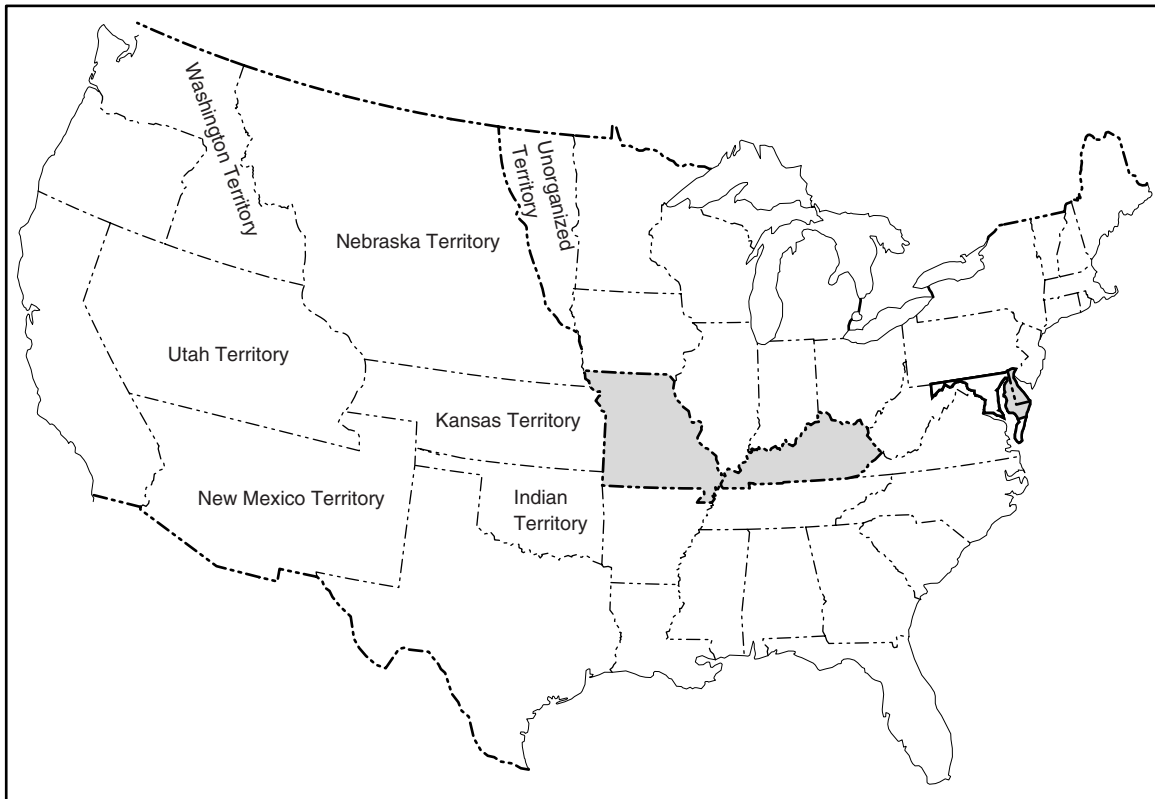 Washington Territory
Unorganized
Territory
Nebraska Territory
Utah Territory
Kansas Territory
New Mexico Territory
Indian
Territory